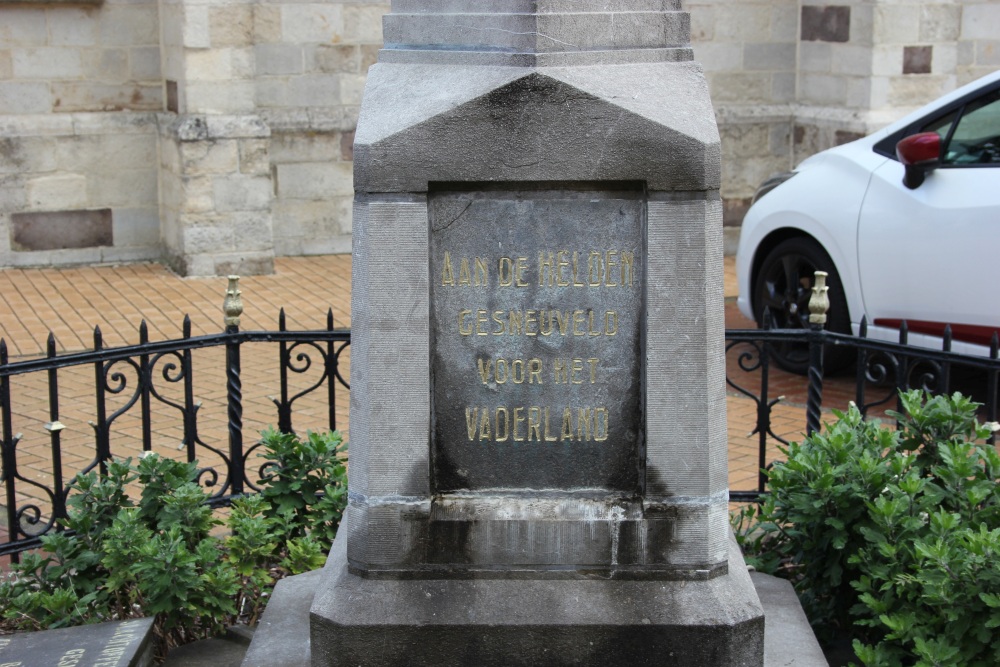 AAN DE HELDEN
GESNEUVELD
VOOR HET
VADERLAND